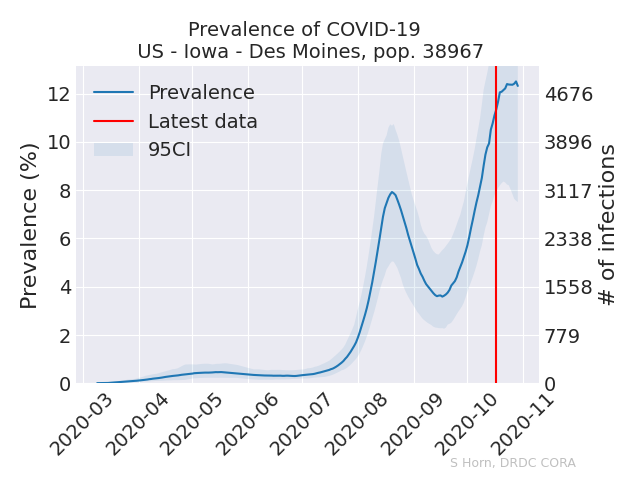 Prevalence of COVID-19
US - Iowa - Des Moines, pop. 38967
Prevalence
Latest data
95CI
Prevalence (%)
12
10
8
6
4
2
0
4676
3896
3117
2338
1558
779
0
# of infections
2020-03
2020-04
2020-05
2020-06
2020-07
2020-08
2020-09
2020-10
2020-11
S Horn, DRDC CORA